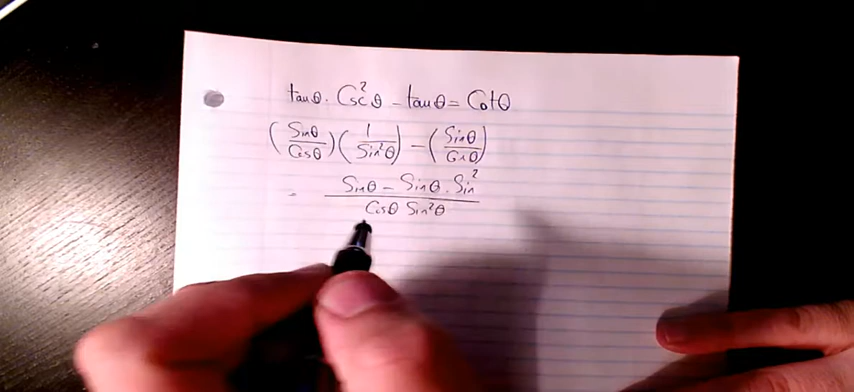 tanθ . Csc²θ - tanθ = Cotθ
(Sinθ/Cosθ)(1/Sin²θ) - (Sinθ/Cosθ)
= Sinθ - Sinθ . Sin² / Cosθ Sin²θ